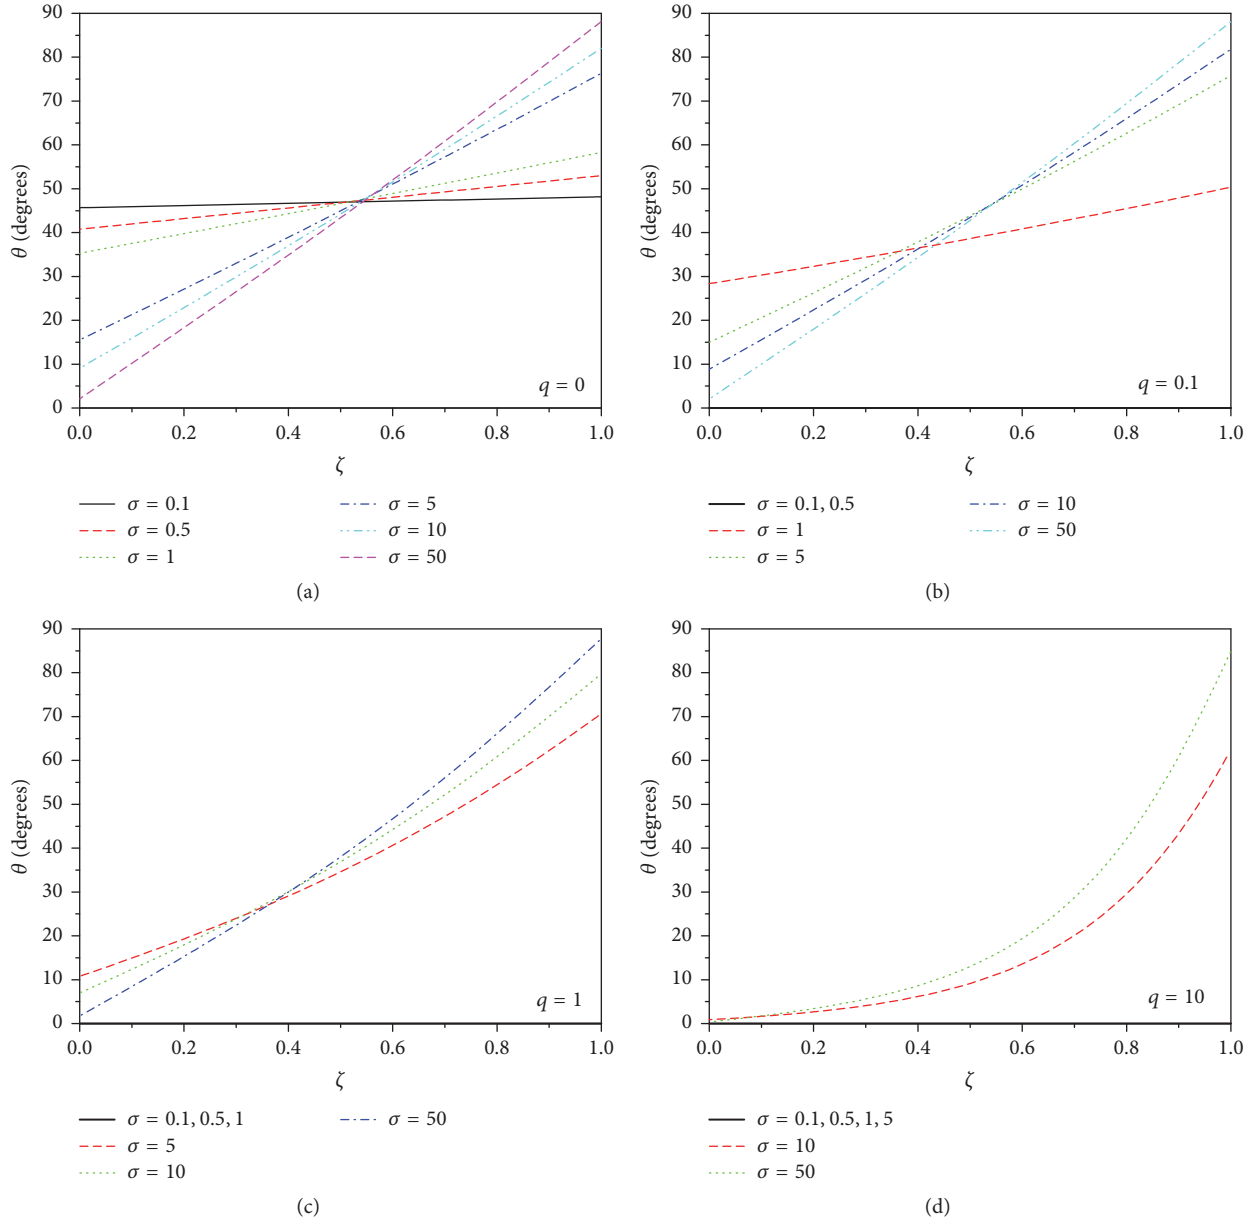 90
80
70
60
50
40
30
20
10
0
θ (degrees)
0.0 0.2 0.4 0.6 0.8 1.0
ζ
q = 0
σ = 0.1
σ = 0.5
σ = 1
σ = 5
σ = 10
σ = 50
(a)
90
80
70
60
50
40
30
20
10
0
θ (degrees)
0.0 0.2 0.4 0.6 0.8 1.0
ζ
q = 0.1
σ = 0.1, 0.5
σ = 1
σ = 5
σ = 10
σ = 50
(b)
90
80
70
60
50
40
30
20
10
0
θ (degrees)
0.0 0.2 0.4 0.6 0.8 1.0
ζ
q = 1
σ = 0.1, 0.5, 1
σ = 5
σ = 10
σ = 50
(c)
90
80
70
60
50
40
30
20
10
0
θ (degrees)
0.0 0.2 0.4 0.6 0.8 1.0
ζ
q = 10
σ = 0.1, 0.5, 1, 5
σ = 10
σ = 50
(d)